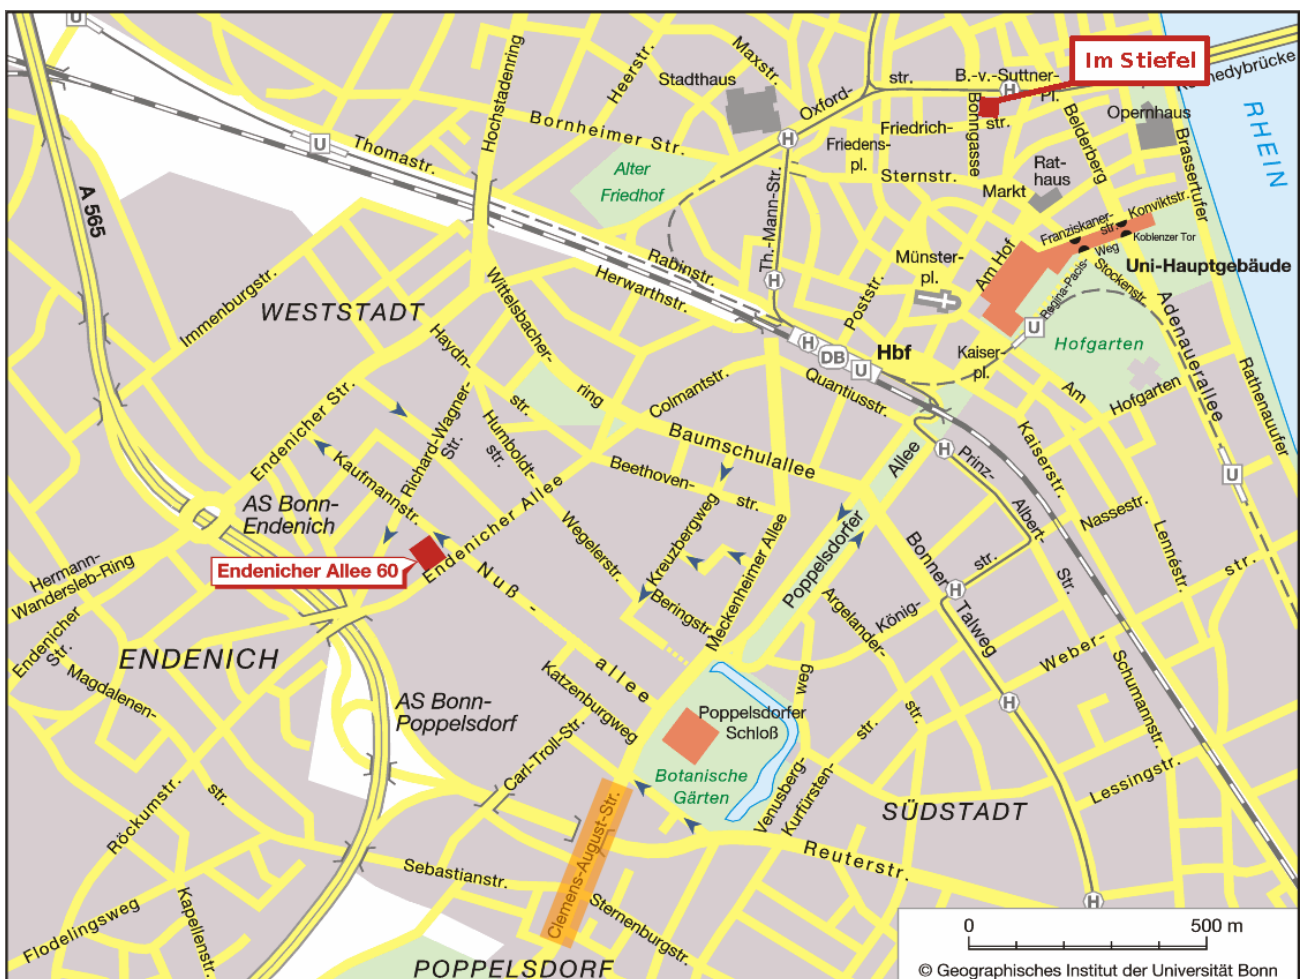 U
Im Stiefel
Maxstr.
Heerstr.
Hochstadenring
Stadthaus
str.
B.-v.-Suttner-
Pl.
H
nedybrücke
Oxford-
RHEIN
Bornheimer Str.
Friedrich-
str.
Bonngasse
Belderberg
Opernhaus
Brassertufer
A 565
U
Thomastr.
H
Friedens-
pl.
Alter
Friedhof
Sternstr.
Rat-
haus
Markt
Th.-Mann-Str.
Franziskaner-
str.
Konviktstr.
Koblenzer Tor
Am Hof
Weg
Regina-Pacis-
Stockenstr.
Uni-Hauptgebäude
Münster-
pl.
Rabinstr.
Herwarthstr.
H
Poststr.
Immenburgstr.
WESTSTADT
Wittelsbacher-
ring
Haydn-
str.
H
DB
U
Hbf
Kaiser-
pl.
U
Hofgarten
Adenauerallee
Rathenauufer
Am
Hofgarten
Quantiusstr.
Colmantstr.
Endenicher Str.
Richard-Wagner-
Str.
Humboldt-
str.
Baumschulallee
Allee
H
Prinz-
Albert-
Str.
Kaiserstr.
U
Kaufmannstr.
Beethoven-
str.
Endenicher Allee
AS Bonn-
Endenich
Wegelerstr.
Kreuzbergweg
Meckenheimer Allee
Poppelsdorfer
Bonner
Talweg
str.
Nassestr.
Lennéstr.
str.
Hermann-
Wandersleb-Ring
Endenicher Allee 60
Nuß-
allee
Beringstr.
Argelander-
str.
König-
H
Weber-
Endenicher
Str.
ENDENICH
Magdalenen-
str.
Katzenburgweg
AS Bonn-
Poppelsdorf
Poppelsdorfer
Schloß
weg
H
Schumannstr.
Carl-Troll-Str.
str.
Botanische
Gärten
Venusberg-
Kurfürsten-
SÜDSTADT
Lessingstr.
Röckumstr.
Clemens-August-Str.
Reuterstr.
Sebastianstr.
Sternenburgstr.
Kapellenstr.
Flodelingsweg
H
POPPELSDORF
0
500 m
© Geographisches Institut der Universität Bonn